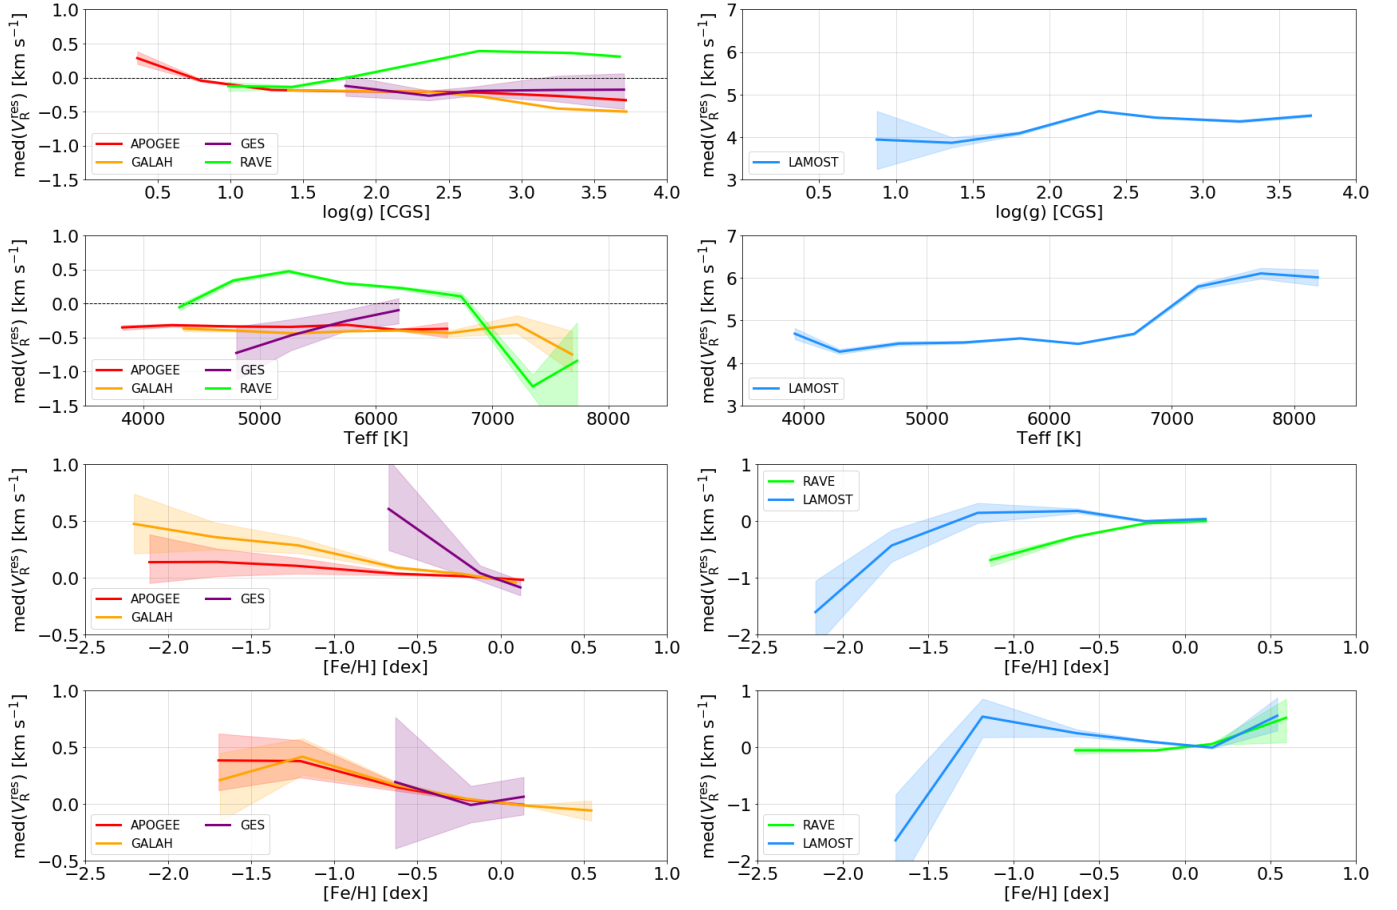 med(V_R^res) [km s⁻¹]
1.0
0.5
0.0
−0.5
−1.0
−1.5
APOGEE GES
GALAH RAVE
0.5 1.0 1.5 2.0 2.5 3.0 3.5 4.0
log(g) [CGS]
med(V_R^res) [km s⁻¹]
7
6
5
4
3
LAMOST
0.5 1.0 1.5 2.0 2.5 3.0 3.5 4.0
log(g) [CGS]
med(V_R^res) [km s⁻¹]
1.0
0.5
0.0
−0.5
−1.0
−1.5
APOGEE GES
GALAH RAVE
4000 5000 6000 7000 8000
Teff [K]
med(V_R^res) [km s⁻¹]
7
6
5
4
3
LAMOST
4000 5000 6000 7000 8000
Teff [K]
med(V_R^res) [km s⁻¹]
1.0
0.5
0.0
−0.5
APOGEE GES
GALAH
−2.5 −2.0 −1.5 −1.0 −0.5 0.0 0.5 1.0
[Fe/H] [dex]
med(V_R^res) [km s⁻¹]
1
0
−1
−2
RAVE
LAMOST
−2.5 −2.0 −1.5 −1.0 −0.5 0.0 0.5 1.0
[Fe/H] [dex]
med(V_R^res) [km s⁻¹]
1.0
0.5
0.0
−0.5
APOGEE GES
GALAH
−2.5 −2.0 −1.5 −1.0 −0.5 0.0 0.5 1.0
[Fe/H] [dex]
med(V_R^res) [km s⁻¹]
1
0
−1
−2
RAVE
LAMOST
−2.5 −2.0 −1.5 −1.0 −0.5 0.0 0.5 1.0
[Fe/H] [dex]